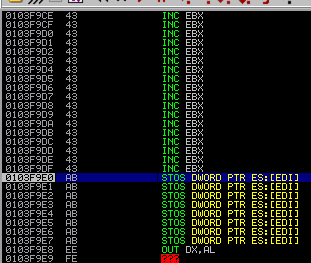 0103F9CE 43 INC EBX
0103F9CF 43 INC EBX
0103F9D0 43 INC EBX
0103F9D1 43 INC EBX
0103F9D2 43 INC EBX
0103F9D3 43 INC EBX
0103F9D4 43 INC EBX
0103F9D5 43 INC EBX
0103F9D6 43 INC EBX
0103F9D7 43 INC EBX
0103F9D8 43 INC EBX
0103F9D9 43 INC EBX
0103F9DA 43 INC EBX
0103F9DB 43 INC EBX
0103F9DC 43 INC EBX
0103F9DD 43 INC EBX
0103F9DE 43 INC EBX
0103F9DF 43 INC EBX
0103F9E0 AB STOS DWORD PTR ES:[EDI]
0103F9E1 AB STOS DWORD PTR ES:[EDI]
0103F9E2 AB STOS DWORD PTR ES:[EDI]
0103F9E3 AB STOS DWORD PTR ES:[EDI]
0103F9E4 AB STOS DWORD PTR ES:[EDI]
0103F9E5 AB STOS DWORD PTR ES:[EDI]
0103F9E6 AB STOS DWORD PTR ES:[EDI]
0103F9E7 AB STOS DWORD PTR ES:[EDI]
0103F9E8 EE OUT DX,AL
0103F9E9 FE ???